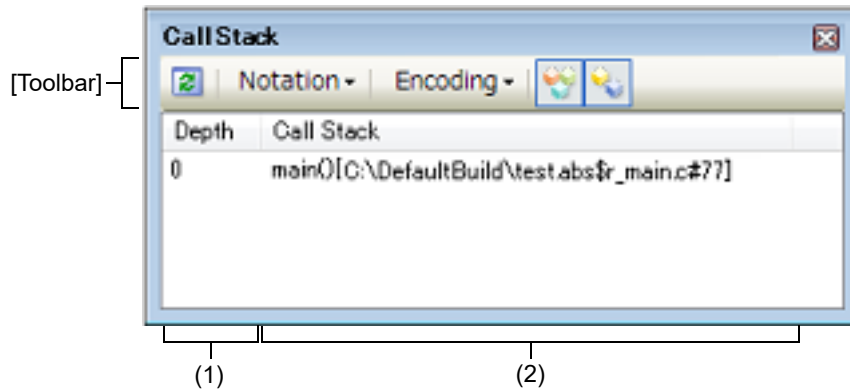 Call Stack
[Toolbar]
Notation
Encoding
Depth Call Stack
0 main()[C:\DefaultBuild\test.abs$r_main.c#77]
(1) (2)